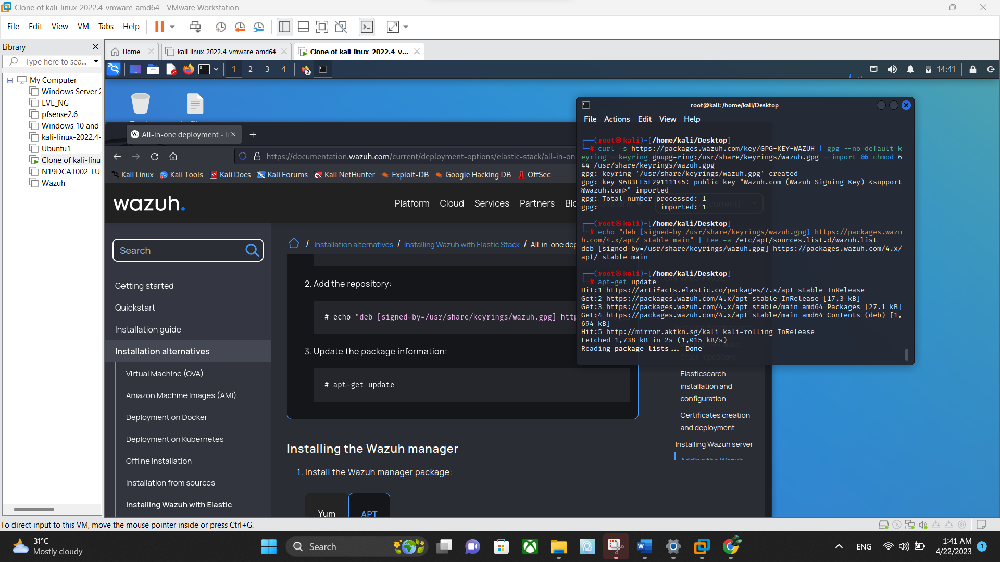 Clone of kali-linux-2022.4-vmware-amd64 - VMware Workstation
File Edit View VM Tabs Help
Library
Type here to sea...
My Computer
Windows Server 2
EVE_NG
pfsense2.6
Windows 10 and
kali-linux-2022.4-
Ubuntu1
Clone of kali-linu
N19DCAT002-LU
Wazuh
Home
kali-linux-2022.4-vmware-amd64
Clone of kali-linux-2022.4-v...
1 2 3 4
2
14:41
All-in-one deployment -
https://documentation.wazuh.com/current/deployment-options/elastic-stack/all-in-on
Kali Linux Kali Tools Kali Docs Kali Forums Kali NetHunter Exploit-DB Google Hacking DB OffSec
wazuh.
Platform Cloud Services Partners Blo
Search
Getting started
Quickstart
Installation guide
Installation alternatives
Virtual Machine (OVA)
Amazon Machine Images (AMI)
Deployment on Docker
Deployment on Kubernetes
Offline installation
Installation from sources
Installing Wazuh with Elastic
/ Installation alternatives / Installing Wazuh with Elastic Stack / All-in-one dep
2. Add the repository:
# echo "deb [signed-by=/usr/share/keyrings/wazuh.gpg] http
3. Update the package information:
# apt-get update
Installing the Wazuh manager
1. Install the Wazuh manager package:
Yum
APT
Elasticsearch
installation and
configuration
Certificates creation
and deployment
Installing Wazuh server
Adding the Wazuh
root@kali: /home/kali/Desktop
File Actions Edit View Help
(root㉿kali)-[/home/kali/Desktop]
# curl -s https://packages.wazuh.com/key/GPG-KEY-WAZUH | gpg --no-default-k
eyring --keyring gnupg-ring:/usr/share/keyrings/wazuh.gpg --import && chmod 6
44 /usr/share/keyrings/wazuh.gpg
gpg: keyring '/usr/share/keyrings/wazuh.gpg' created
gpg: key 96B3EE5F29111145: public key "Wazuh.com (Wazuh Signing Key) <support
@wazuh.com>" imported
gpg: Total number processed: 1
gpg: imported: 1
(root㉿kali)-[/home/kali/Desktop]
# echo "deb [signed-by=/usr/share/keyrings/wazuh.gpg] https://packages.wazu
h.com/4.x/apt/ stable main" | tee -a /etc/apt/sources.list.d/wazuh.list
deb [signed-by=/usr/share/keyrings/wazuh.gpg] https://packages.wazuh.com/4.x/
apt/ stable main
(root㉿kali)-[/home/kali/Desktop]
# apt-get update
Hit:1 https://artifacts.elastic.co/packages/7.x/apt stable InRelease
Get:2 https://packages.wazuh.com/4.x/apt stable InRelease [17.3 kB]
Get:3 https://packages.wazuh.com/4.x/apt stable/main amd64 Packages [27.1 kB]
Get:4 https://packages.wazuh.com/4.x/apt stable/main amd64 Contents (deb) [1,
694 kB]
Hit:5 http://mirror.aktkn.sg/kali kali-rolling InRelease
Fetched 1,738 kB in 2s (1,015 kB/s)
Reading package lists... Done
To direct input to this VM, move the mouse pointer inside or press Ctrl+G.
31°C
Mostly cloudy
Search
ENG
1:41 AM
4/22/2023
1